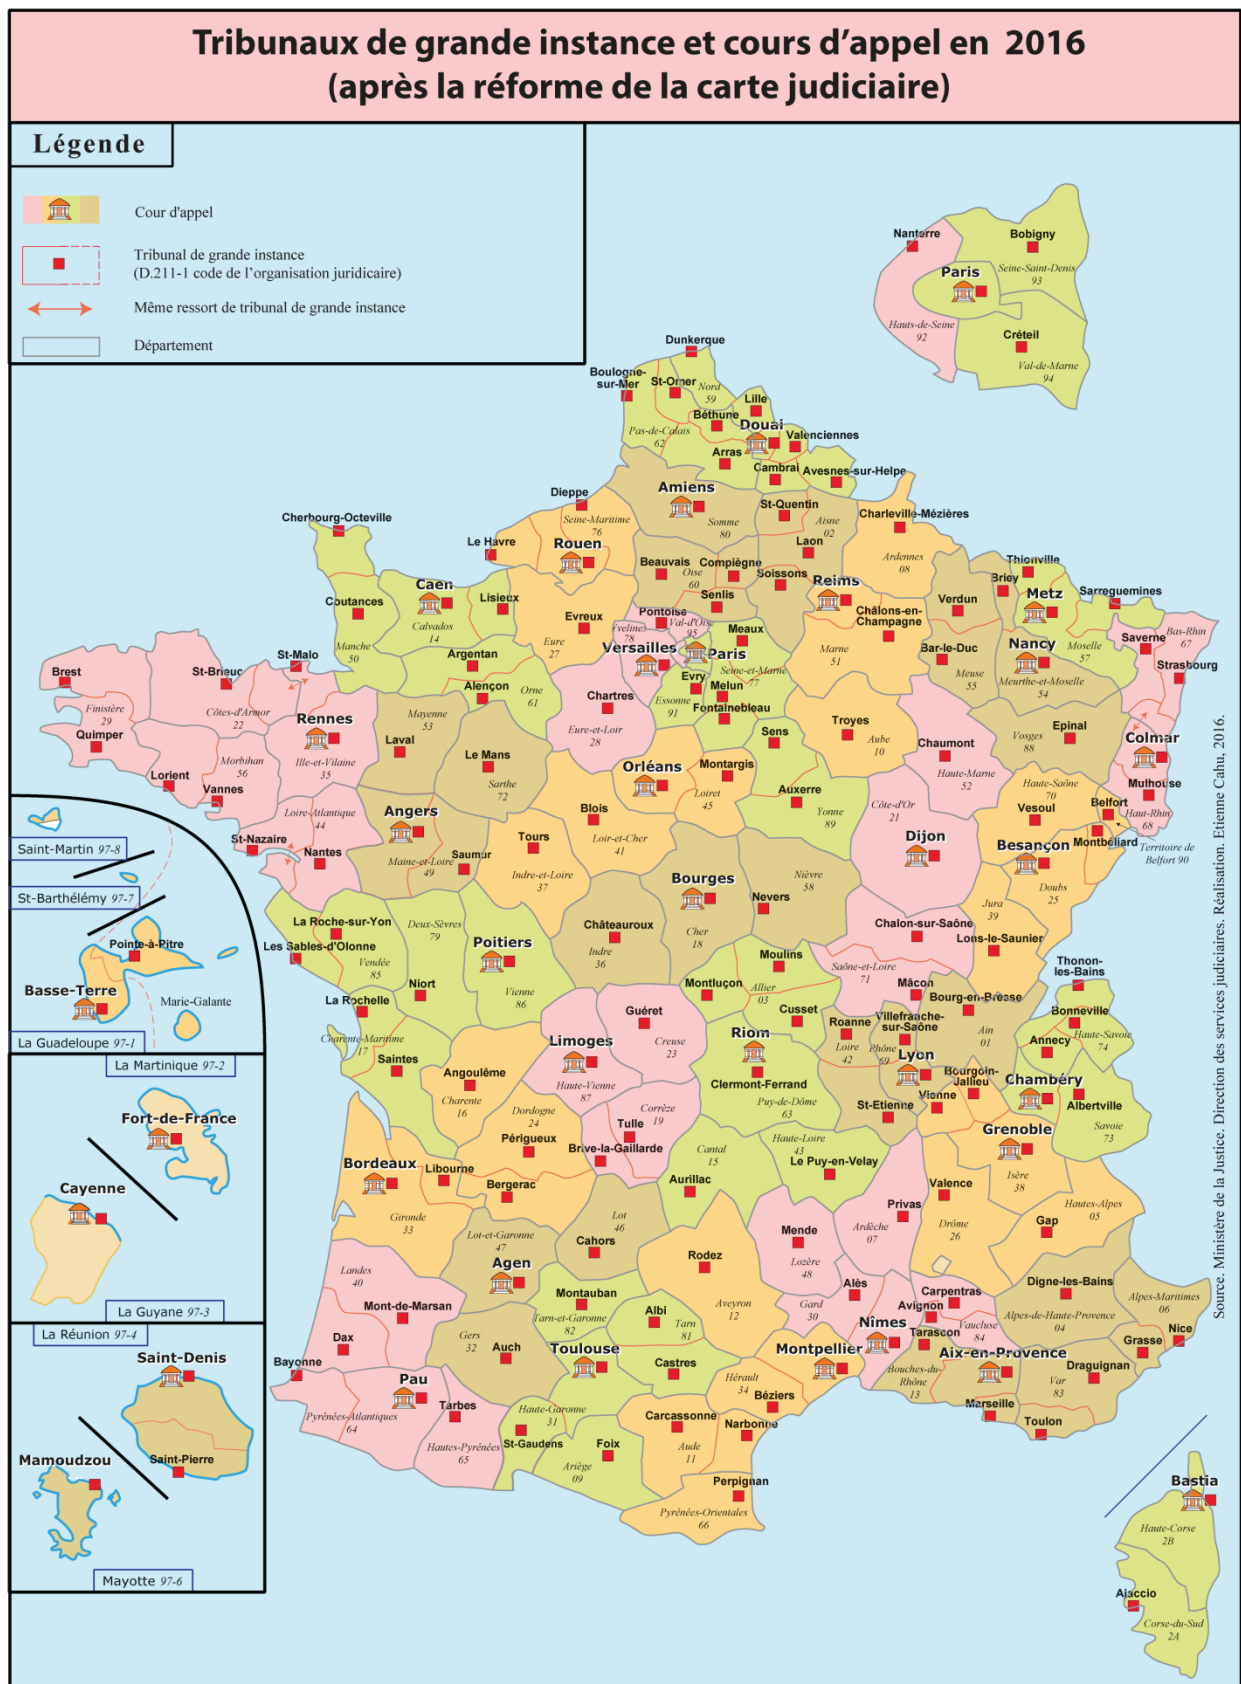 Tribunaux de grande instance et cours d'appel en 2016
(après la réforme de la carte judiciaire)
Légende
Cour d'appel
Tribunal de grande instance
(D.211-1 code de l'organisation juridicaire)
Même ressort de tribunal de grande instance
Département
Nanterre
Bobigny
Seine-Saint-Denis
93
Paris
Hauts-de-Seine
92
Créteil
Val-de-Marne
94
Dunkerque
Boulogne-
sur-Mer
St-Omer
Nord
59
Lille
Béthune
Douai
Pas-de-Calais
62
Valenciennes
Arras
Cambrai
Avesnes-sur-Helpe
Amiens
Dieppe
St-Quentin
Charleville-Mézières
Cherbourg-Octeville
Seine-Maritime
76
Somme
80
Aisne
02
Le Havre
Rouen
Laon
Ardennes
08
Beauvais
Oise
60
Compiègne
Soissons
Reims
Thionville
Briey
Metz
Sarreguemines
Caen
Lisieux
Senlis
Verdun
Coutances
Calvados
14
Evreux
Pontoise
Val-d'Oise
95
Châlons-en-
Champagne
Yvelines
78
Meaux
Saverne
Bas-Rhin
67
Manche
50
Argentan
Eure
27
Versailles
Paris
Marne
51
Bar-le-Duc
Nancy
Moselle
57
Strasbourg
St-Malo
Brest
St-Brieuc
Alençon
Orne
61
Evry
Seine-et-Marne
77
Meuse
55
Meurthe-et-Moselle
54
Chartres
Essonne
91
Melun
Fontainebleau
Finistère
29
Côtes-d'Armor
22
Rennes
Mayenne
53
Troyes
Quimper
Laval
Eure-et-Loir
28
Sens
Aube
10
Chaumont
Vosges
88
Epinal
Colmar
Morbihan
56
Ille-et-Vilaine
35
Le Mans
Orléans
Montargis
Haute-Marne
52
Lorient
Vannes
Sarthe
72
Loiret
45
Auxerre
Haute-Saône
70
Mulhouse
Loire-Atlantique
44
Angers
Blois
Yonne
89
Côte-d'Or
21
Vesoul
Belfort
Haut-Rhin
68
St-Nazaire
Nantes
Tours
Loir-et-Cher
41
Dijon
Besançon
Montbéliard
Territoire de
Belfort 90
Saumur
Maine-et-Loire
49
Indre-et-Loire
37
Bourges
Nièvre
58
Doubs
25
Nevers
Jura
39
La Roche-sur-Yon
Deux-Sèvres
79
Châteauroux
Cher
18
Chalon-sur-Saône
Les Sables-d'Olonne
Poitiers
Indre
36
Lons-le-Saunier
Vendée
85
Moulins
Saône-et-Loire
71
Thonon-
les-Bains
Niort
Vienne
86
Montluçon
Allier
03
Mâcon
La Rochelle
Cusset
Bourg-en-Bresse
Bonneville
Guéret
Roanne
Villefranche-
sur-Saône
Ain
01
Haute-Savoie
74
Charente-Maritime
17
Limoges
Creuse
23
Riom
Loire
42
Rhône
69
Annecy
Saintes
Lyon
Angoulême
Haute-Vienne
87
Clermont-Ferrand
Bourgoin-
Jallieu
Chambéry
Charente
16
Puy-de-Dôme
63
Vienne
Albertville
Dordogne
24
Corrèze
19
St-Etienne
Savoie
73
Tulle
Grenoble
Périgueux
Brive-la-Gaillarde
Cantal
15
Haute-Loire
43
Bordeaux
Libourne
Le Puy-en-Velay
Isère
38
Bergerac
Aurillac
Valence
Gironde
33
Lot
46
Privas
Hautes-Alpes
05
Lot-et-Garonne
47
Cahors
Mende
Ardèche
07
Drôme
26
Gap
Landes
40
Agen
Rodez
Lozère
48
Mont-de-Marsan
Montauban
Alès
Carpentras
Digne-les-Bains
Tarn-et-Garonne
82
Albi
Aveyron
12
Gard
30
Avignon
Alpes-de-Haute-Provence
04
Alpes-Maritimes
06
Dax
Gers
32
Auch
Tarn
81
Nîmes
Vaucluse
84
Nice
Tarascon
Grasse
Bayonne
Toulouse
Castres
Montpellier
Aix-en-Provence
Pau
Bouches-du-
Rhône
13
Draguignan
Hérault
34
Var
83
Pyrénées-Atlantiques
64
Tarbes
Haute-Garonne
31
Carcassonne
Béziers
Marseille
Narbonne
Toulon
Hautes-Pyrénées
65
St-Gaudens
Foix
Aude
11
Ariège
09
Perpignan
Pyrénées-Orientales
66
Bastia
Haute-Corse
2B
Ajaccio
Corse-du-Sud
2A
Saint-Martin 97-8
St-Barthélémy 97-7
Pointe-à-Pitre
Basse-Terre
Marie-Galante
La Guadeloupe 97-1
La Martinique 97-2
Fort-de-France
Cayenne
La Guyane 97-3
La Réunion 97-4
Saint-Denis
Saint-Pierre
Mamoudzou
Mayotte 97-6
Source. Ministère de la Justice. Direction des services judiciaires. Réalisation. Etienne Cahu, 2016.